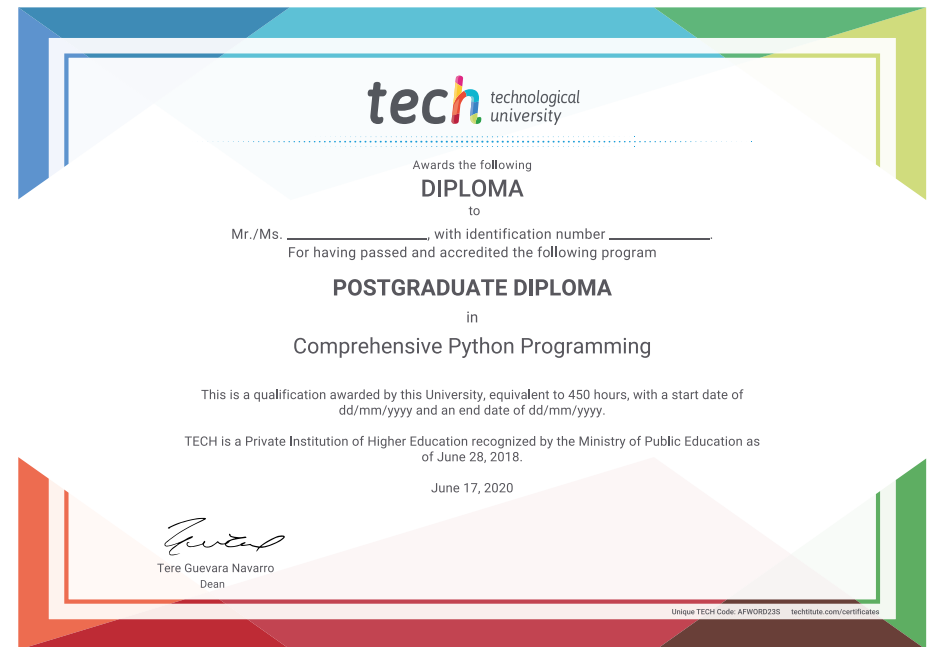 tech technological
university
Awards the following
DIPLOMA
to
Mr./Ms. ____________________, with identification number ______________.
For having passed and accredited the following program
POSTGRADUATE DIPLOMA
in
Comprehensive Python Programming
This is a qualification awarded by this University, equivalent to 450 hours, with a start date of
dd/mm/yyyy and an end date of dd/mm/yyyy.
TECH is a Private Institution of Higher Education recognized by the Ministry of Public Education as
of June 28, 2018.
June 17, 2020
Tere Guevara Navarro
Dean
Unique TECH Code: AFWORD23S techtitute.com/certificates